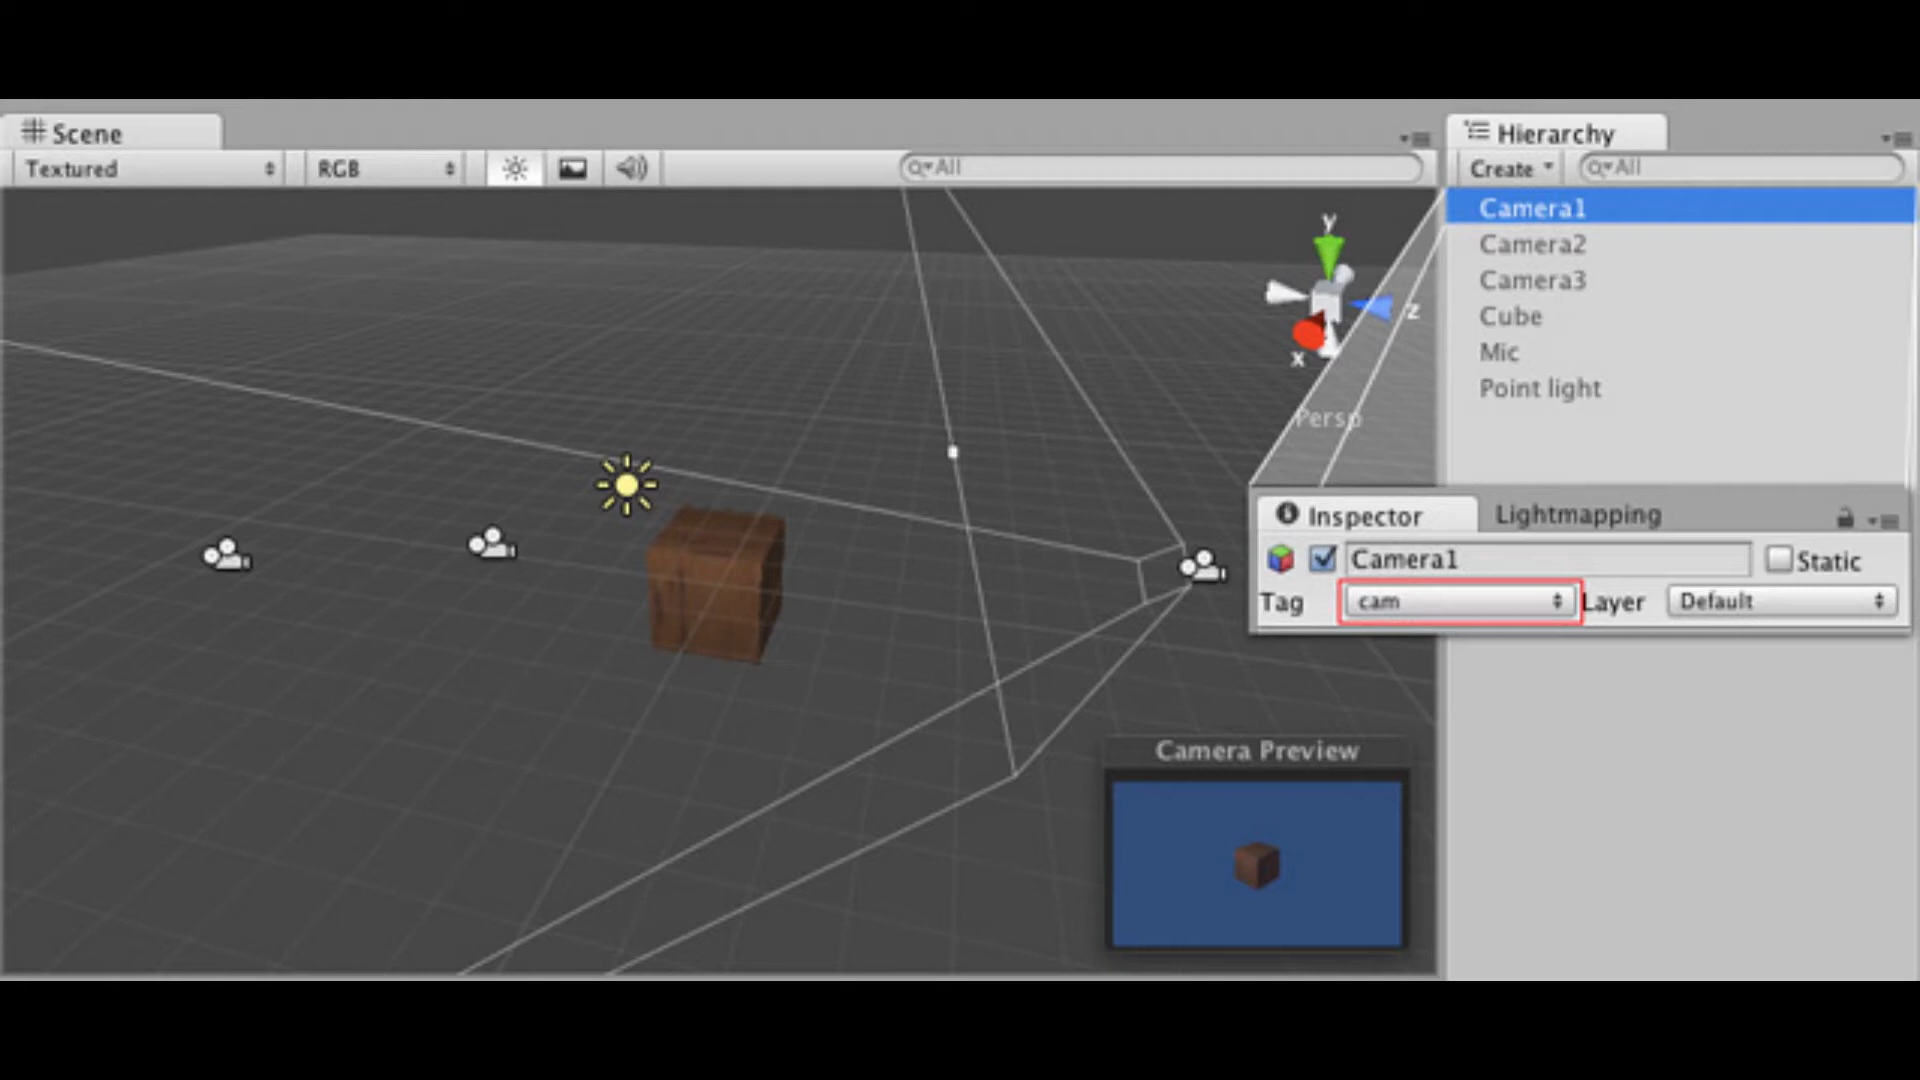 Scene
Textured RGB All
y
z
x
Persp
Camera Preview
Hierarchy
Create All
Camera1
Camera2
Camera3
Cube
Mic
Point light
Inspector Lightmapping
Camera1 Static
Tag cam Layer Default